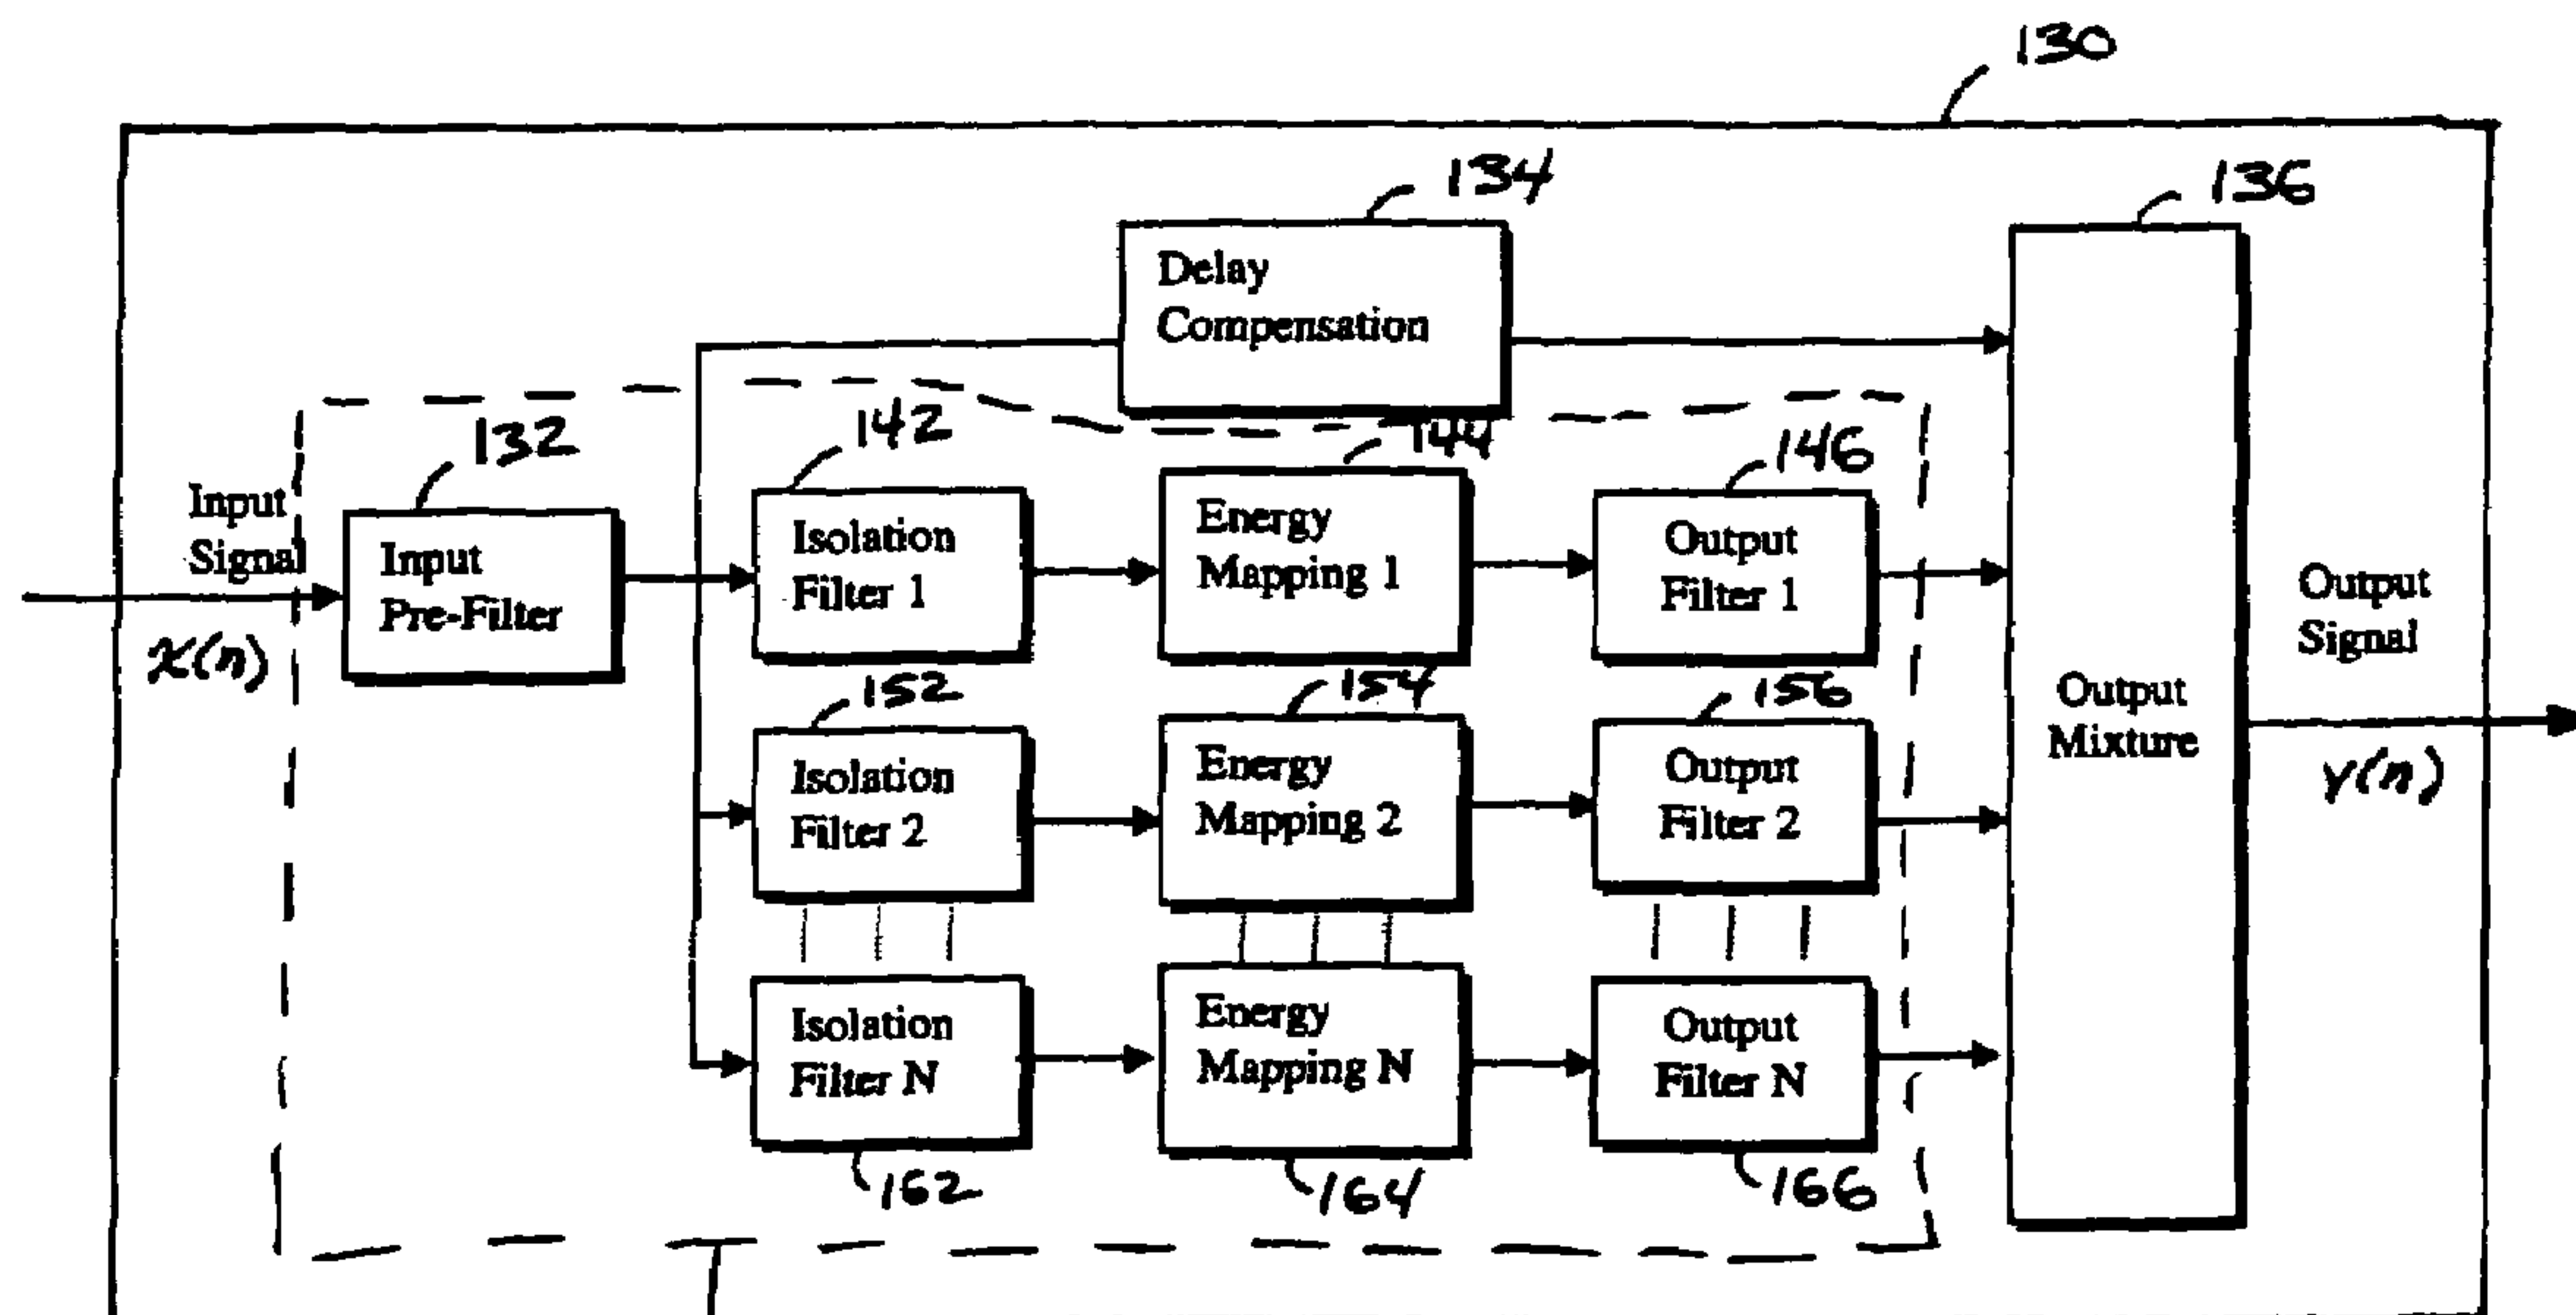 130
134
136
Delay
Compensation
132
142
144
146
Input
Signal
x(n)
Input
Pre-Filter
Isolation
Filter 1
Energy
Mapping 1
Output
Filter 1
152
154
156
Isolation
Filter 2
Energy
Mapping 2
Output
Filter 2
Isolation
Filter N
Energy
Mapping N
Output
Filter N
162
164
166
Output
Mixture
Output
Signal
y(n)